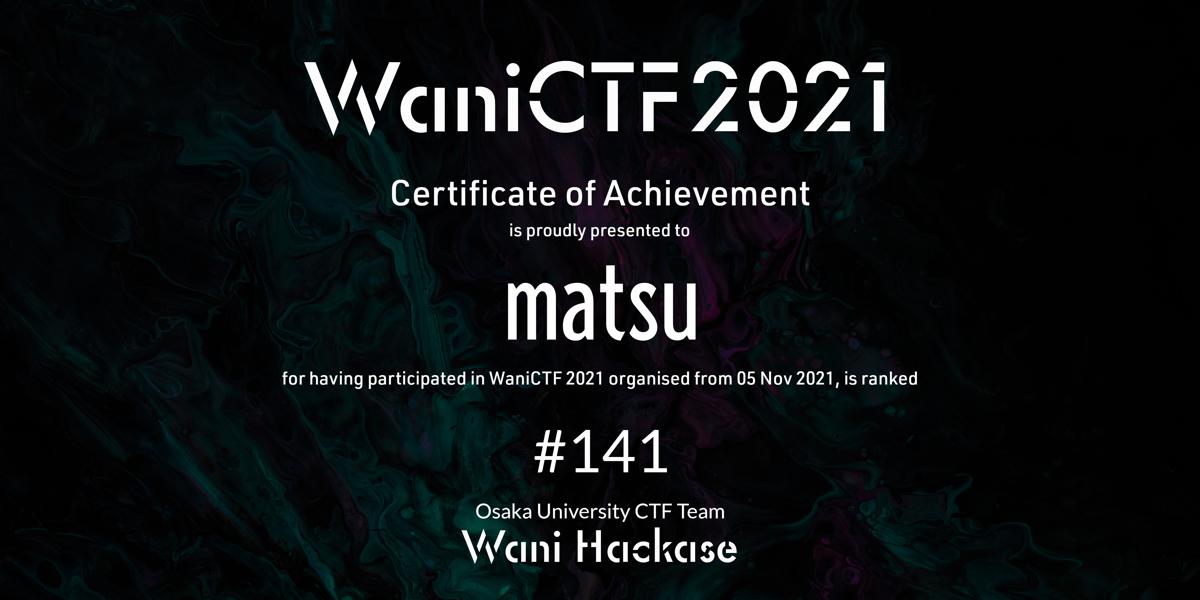 WaniCTF2021
Certificate of Achievement
is proudly presented to
matsu
for having participated in WaniCTF 2021 organised from 05 Nov 2021, is ranked
#141
Osaka University CTF Team
Wani Hackase